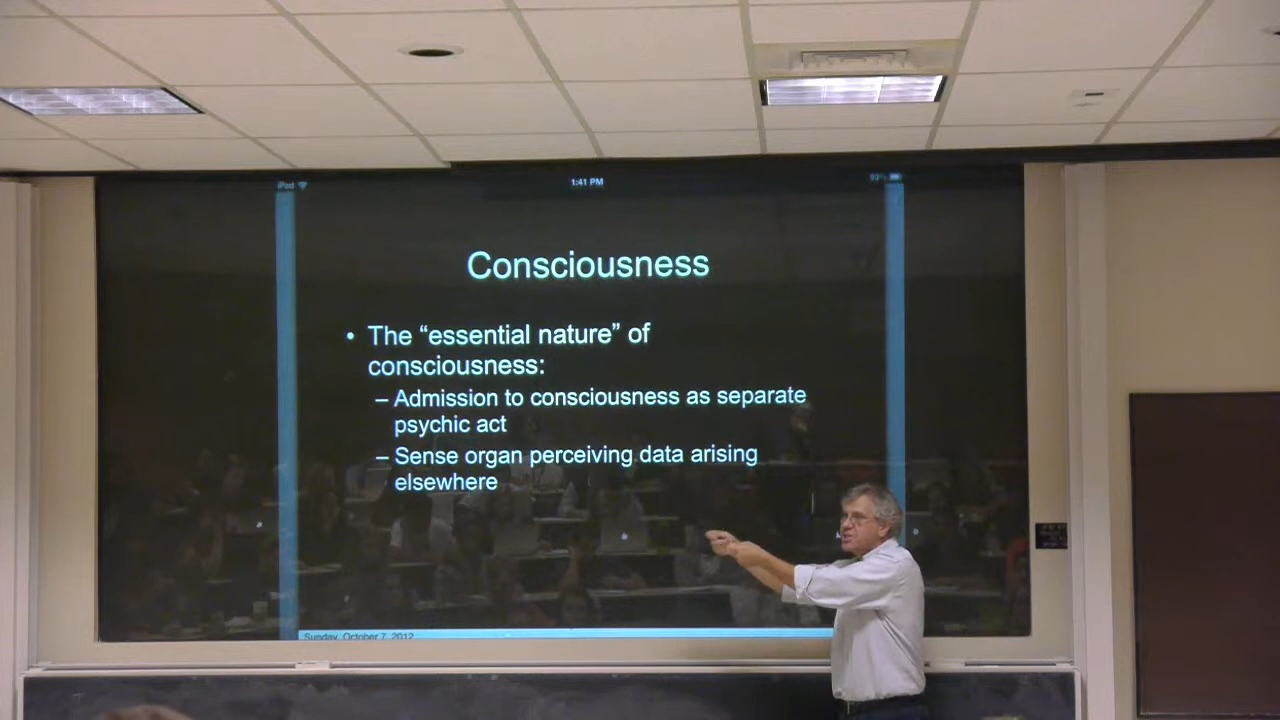 iPod
1:41 PM
Consciousness
• The “essential nature” of
consciousness:
– Admission to consciousness as separate
psychic act
– Sense organ perceiving data arising
elsewhere
Sunday, October 7, 2012